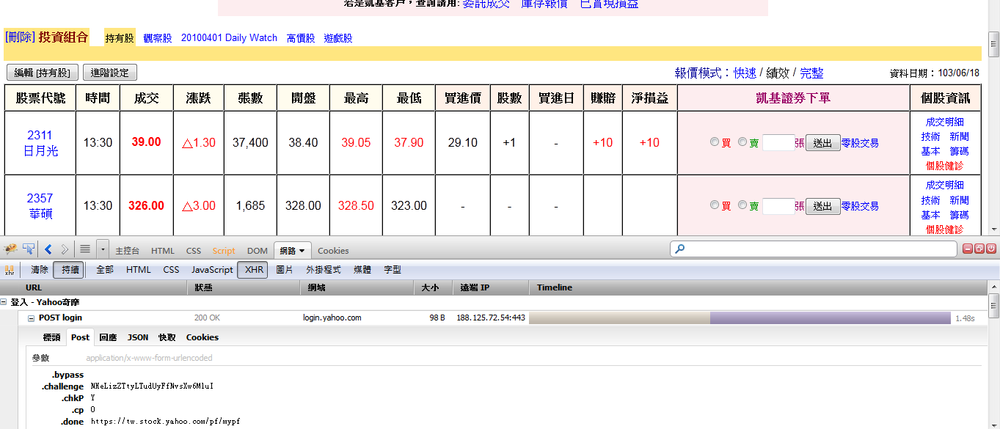 若是凱基客戶，查詢請用: 委託成交 庫存報價 已實現損益
[刪除] 投資組合 持有股 觀察股 20100401 Daily Watch 高價股 遊戲股
編輯 [持有股] 進階設定 報價模式：快速 / 績效 / 完整 資料日期：103/06/18
股票代號 時間 成交 漲跌 張數 開盤 最高 最低 買進價 股數 買進日 賺賠 淨損益 凱基證券下單 個股資訊
2311 日月光 13:30 39.00 △1.30 37,400 38.40 39.05 37.90 29.10 +1 - +10 +10 買 賣 張 送出 零股交易
成交明細
技術 新聞
基本 籌碼
個股健診
2357 華碩 13:30 326.00 △3.00 1,685 328.00 328.50 323.00 - - - 買 賣 張 送出 零股交易
成交明細
技術 新聞
基本 籌碼
個股健診
主控台 HTML CSS Script DOM 網路 Cookies
xhr 清除 持續 全部 HTML CSS JavaScript XHR 圖片 外掛程式 媒體 字型
URL 狀態 網域 大小 遠端 IP Timeline
登入 - Yahoo奇摩
POST login 200 OK login.yahoo.com 98 B 188.125.72.54:443 1.48s
標頭 Post 回應 JSON 快取 Cookies
參數 application/x-www-form-urlencoded
.bypass
.challenge NHeLizZTtyLTudUyFfNvsXw6MluI
.chkP Y
.cp 0
.done https://tw.stock.yahoo.com/pf/mypf